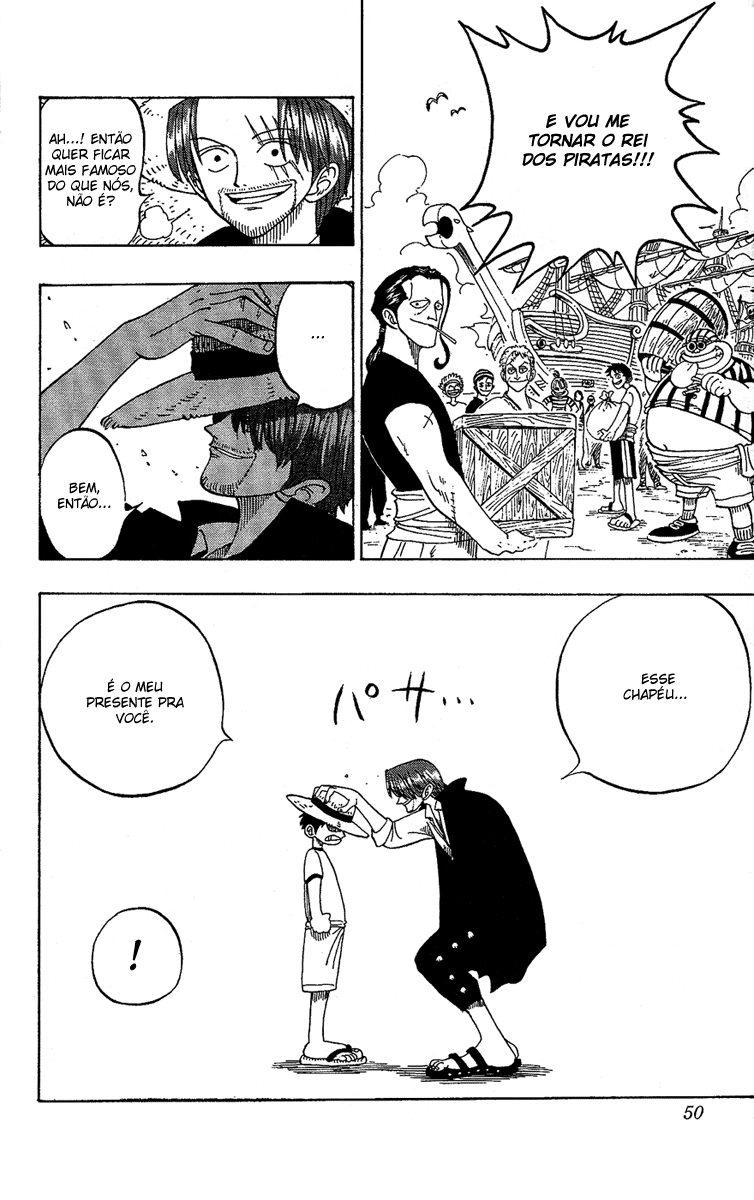 E VOU ME
TORNAR O REI
DOS PIRATAS!!!
AH...! ENTÃO
QUER FICAR
MAIS FAMOSO
DO QUE NÓS,
NÃO É?
...
BEM,
ENTÃO...
ESSE
CHAPÉU...
パサ...
É O MEU
PRESENTE PRA
VOCÊ.
!
50